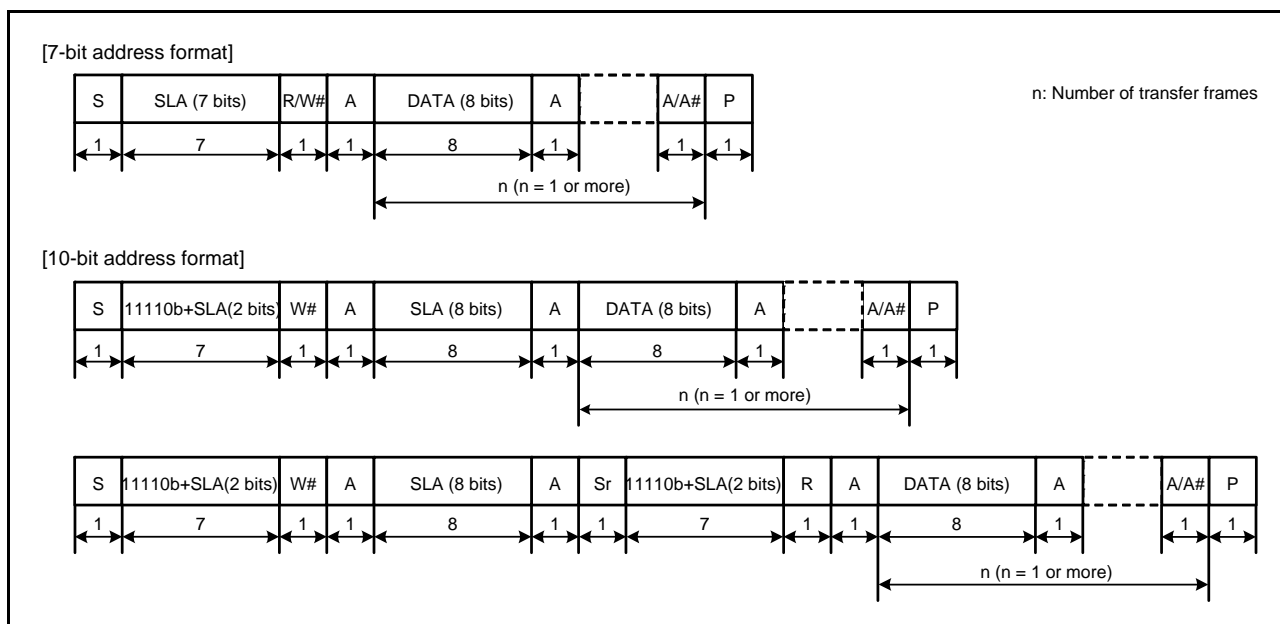 [7-bit address format]
n: Number of transfer frames
S SLA (7 bits) R/W# A DATA (8 bits) A A/A# P
1 7 1 1 8 1 1 1
n (n = 1 or more)
[10-bit address format]
S 11110b+SLA(2 bits) W# A SLA (8 bits) A DATA (8 bits) A A/A# P
1 7 1 1 8 1 8 1 1 1
n (n = 1 or more)
S 11110b+SLA(2 bits) W# A SLA (8 bits) A Sr 11110b+SLA(2 bits) R A DATA (8 bits) A A/A# P
1 7 1 1 8 1 1 7 1 1 8 1 1 1
n (n = 1 or more)